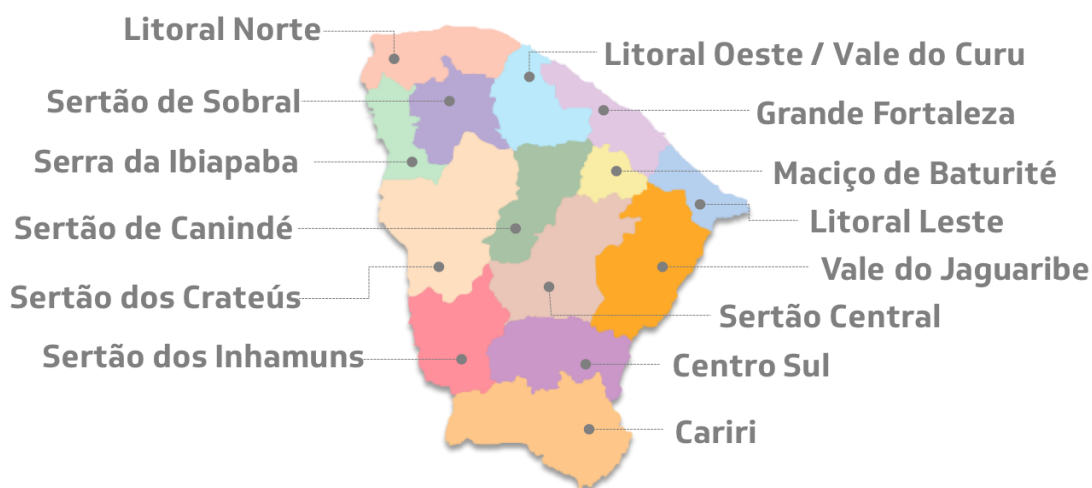 Litoral Norte
Litoral Oeste / Vale do Curu
Sertão de Sobral
Grande Fortaleza
Serra da Ibiapaba
Maciço de Baturité
Litoral Leste
Sertão de Canindé
Vale do Jaguaribe
Sertão dos Crateús
Sertão Central
Sertão dos Inhamuns
Centro Sul
Cariri